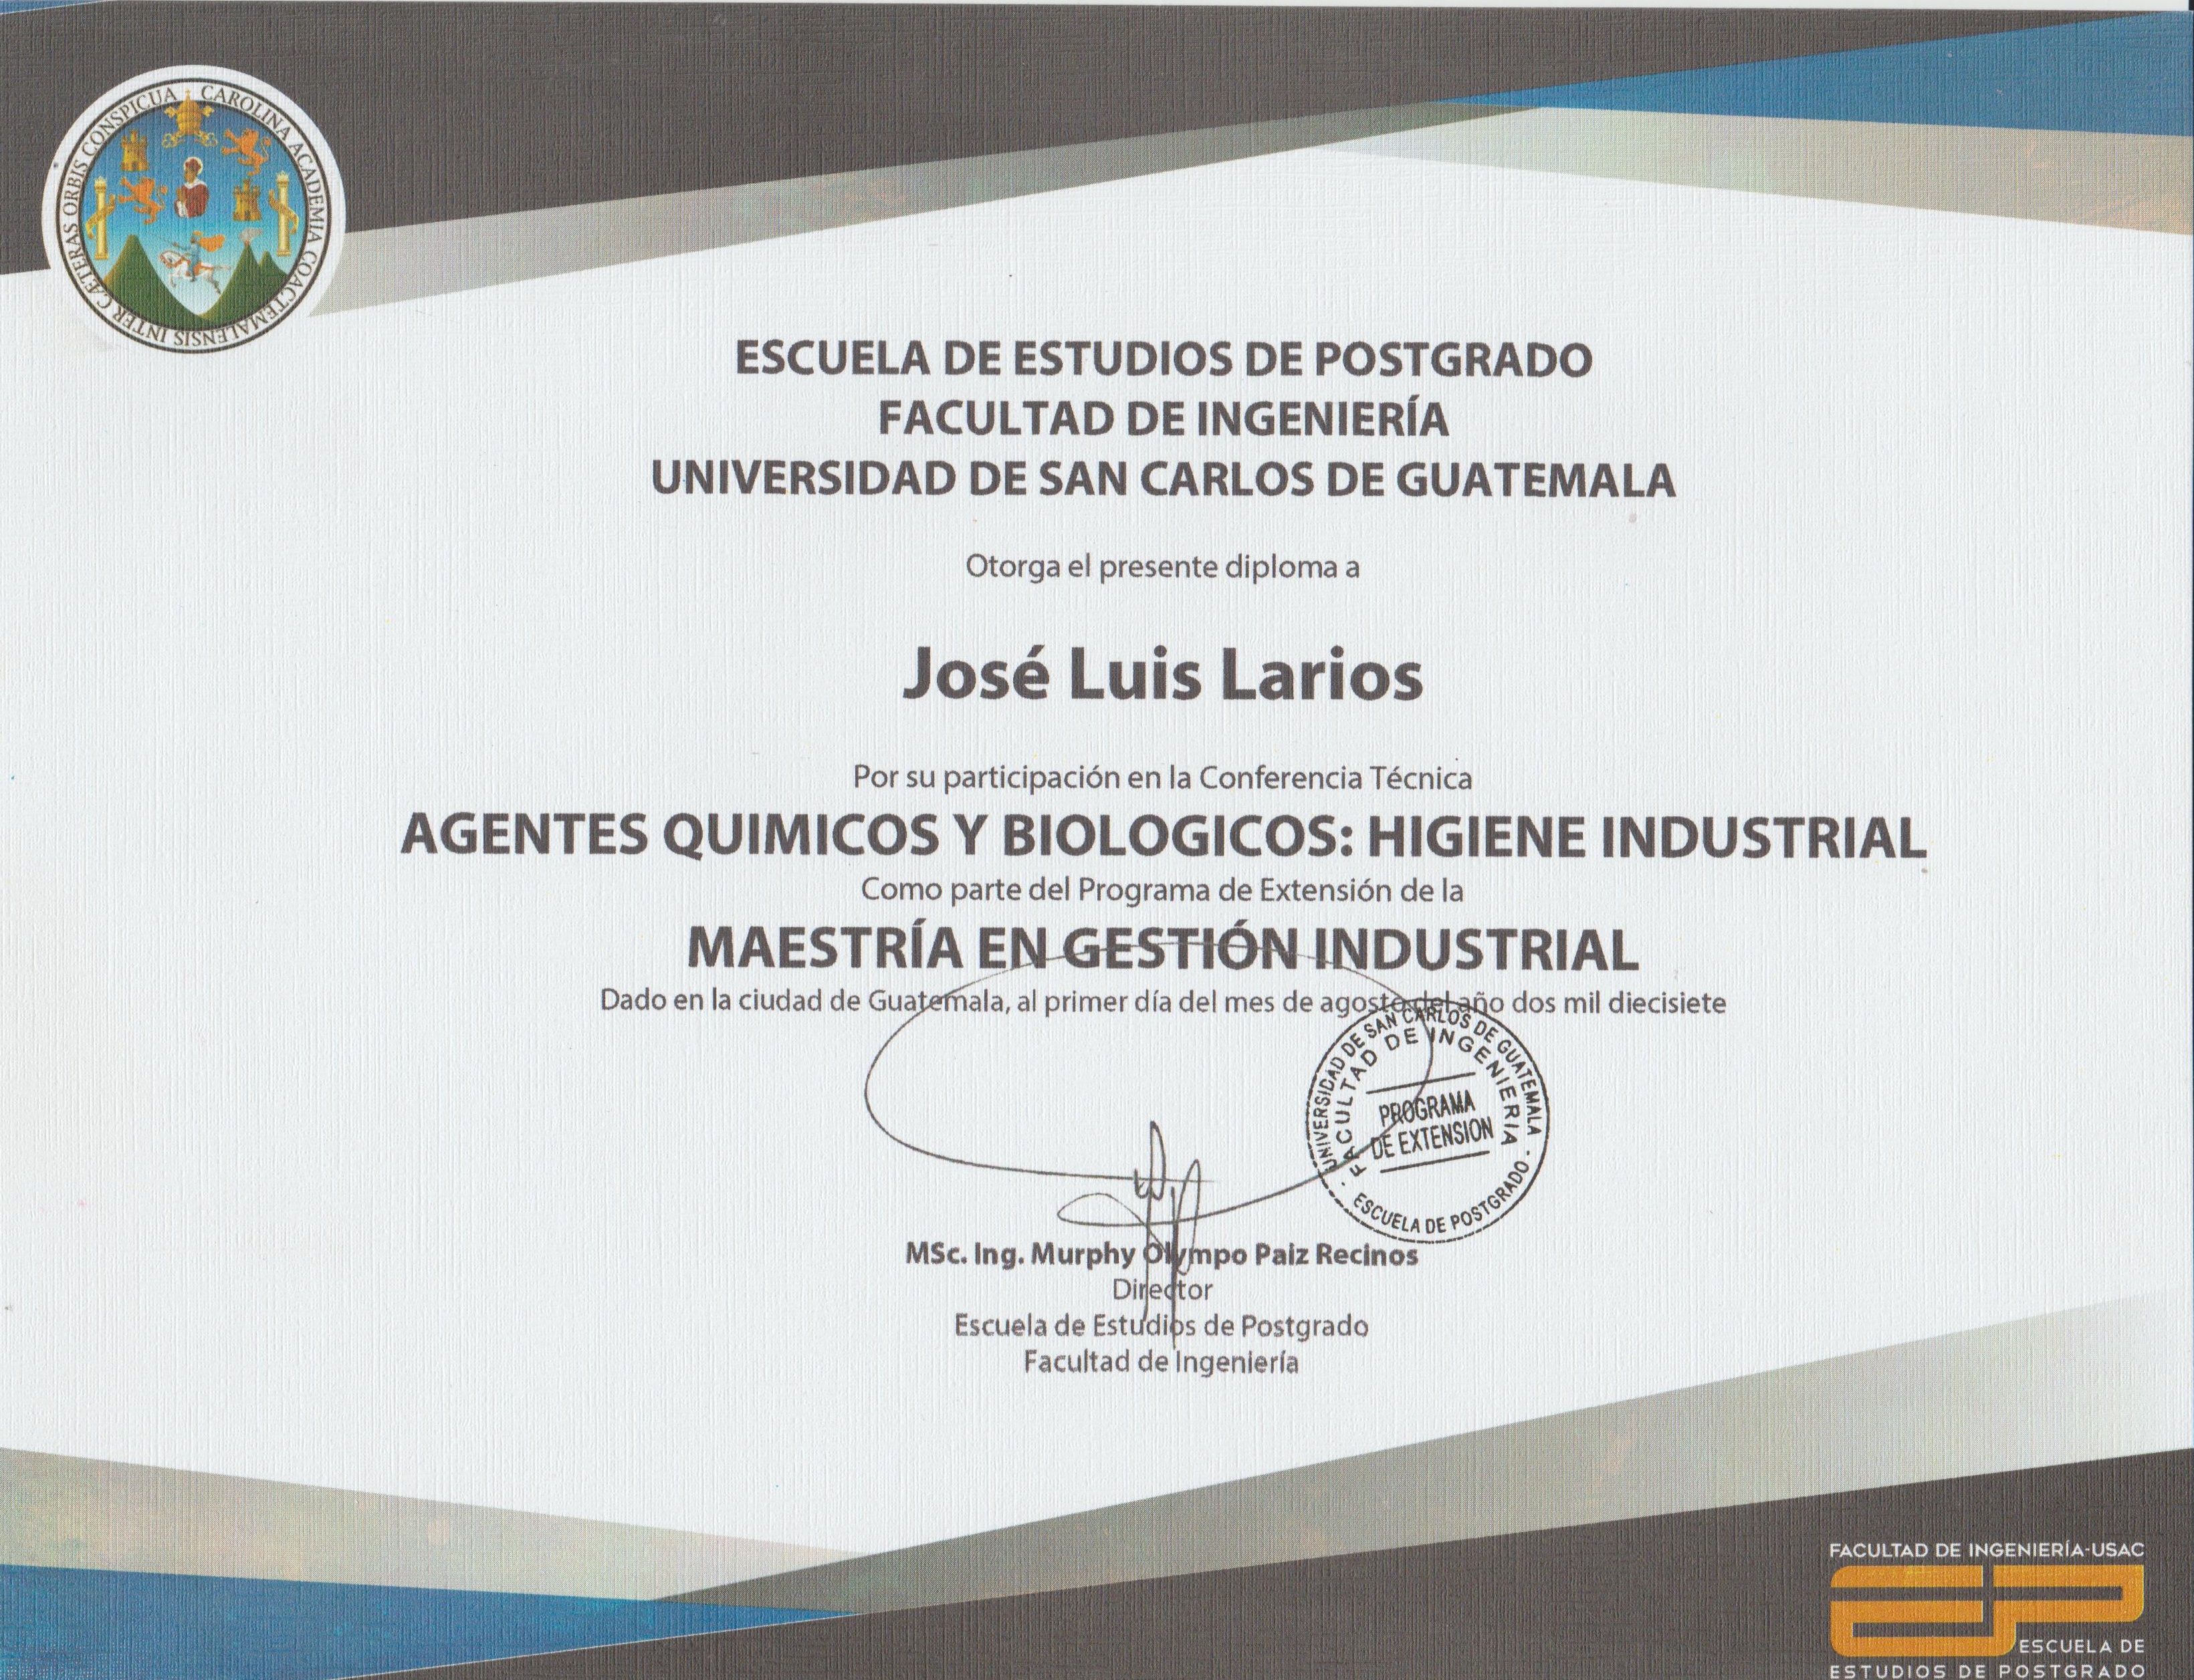 CAROLINA ACADEMIA COACTEMALENSIS INTER CÆTERAS ORBIS CONSPICUA
ESCUELA DE ESTUDIOS DE POSTGRADO
FACULTAD DE INGENIERÍA
UNIVERSIDAD DE SAN CARLOS DE GUATEMALA
Otorga el presente diploma a
José Luis Larios
Por su participación en la Conferencia Técnica
AGENTES QUIMICOS Y BIOLOGICOS: HIGIENE INDUSTRIAL
Como parte del Programa de Extensión de la
MAESTRÍA EN GESTIÓN INDUSTRIAL
Dado en la ciudad de Guatemala, al primer día del mes de agosto del año dos mil diecisiete
UNIVERSIDAD DE SAN CARLOS DE GUATEMALA
FACULTAD DE INGENIERIA
PROGRAMA
DE EXTENSION
ESCUELA DE POSTGRADO
MSc. Ing. Murphy Olympo Paiz Recinos
Director
Escuela de Estudios de Postgrado
Facultad de Ingeniería
FACULTAD DE INGENIERÍA-USAC
EP
ESCUELA DE
ESTUDIOS DE POSTGRADO